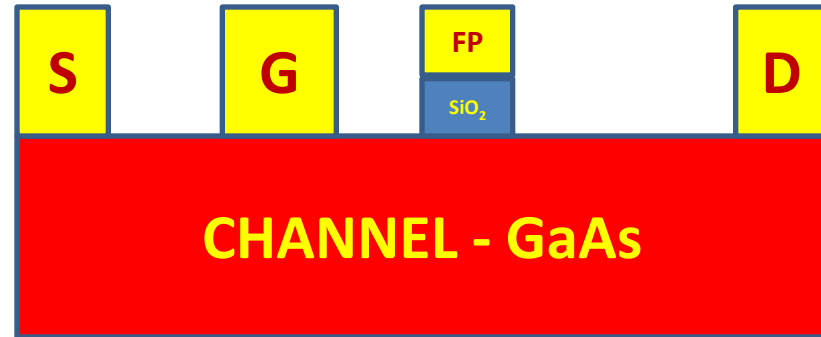 S
G
FP
SiO₂
D
CHANNEL - GaAs